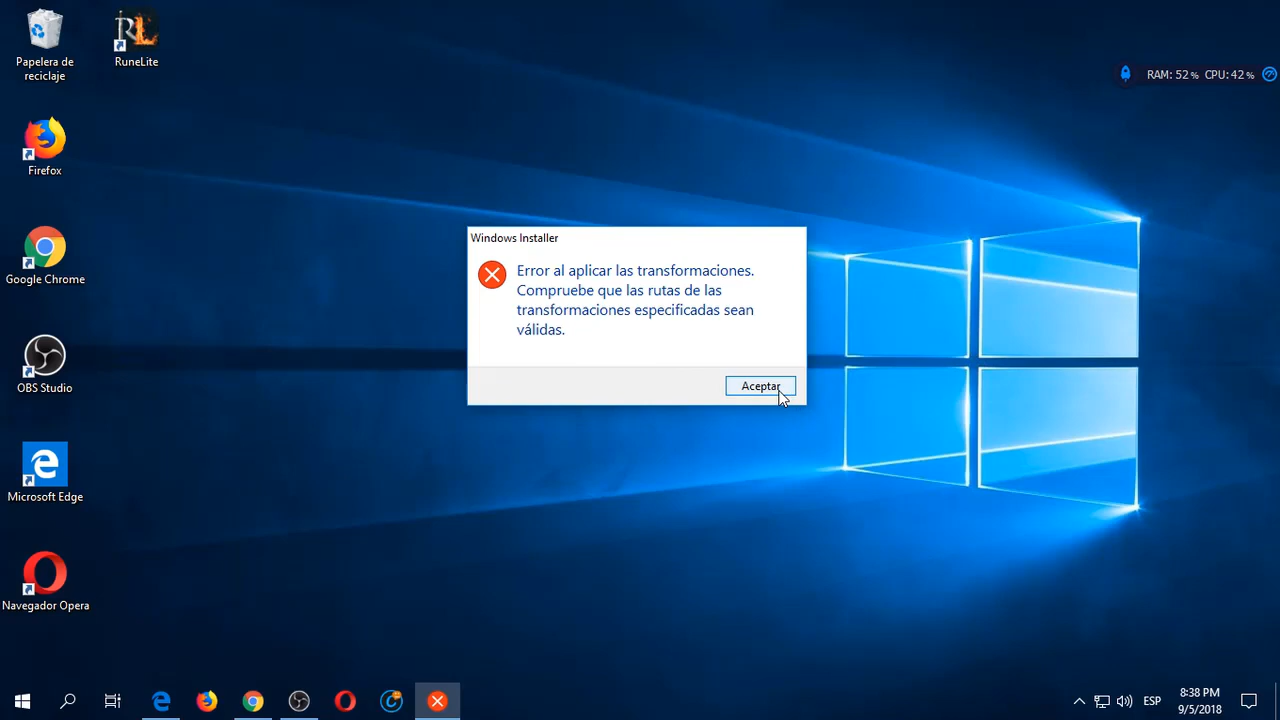 Papelera de
reciclaje
RuneLite
Firefox
Google Chrome
OBS Studio
Microsoft Edge
Navegador Opera
RAM: 52 % CPU: 42 %
Windows Installer
Error al aplicar las transformaciones.
Compruebe que las rutas de las
transformaciones especificadas sean
válidas.
Aceptar
ESP
8:38 PM
9/5/2018